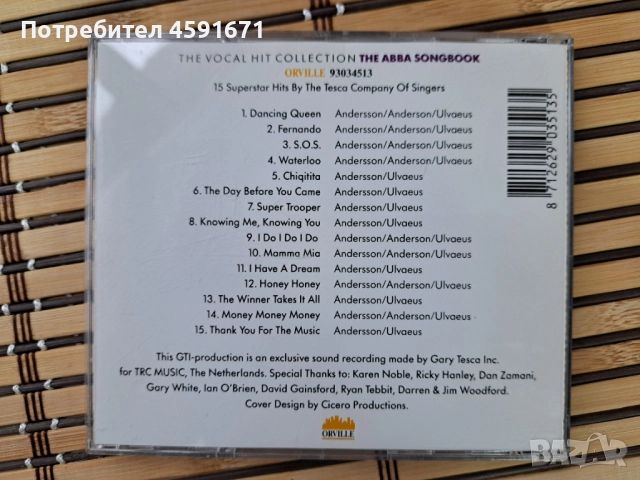 Потребител 4591671
THE VOCAL HIT COLLECTION THE ABBA SONGBOOK
ORVILLE 93034513
15 Superstar Hits By The Tesca Company Of Singers
1. Dancing Queen Andersson/Anderson/Ulvaeus
2. Fernando Andersson/Anderson/Ulvaeus
3. S.O.S. Andersson/Anderson/Ulvaeus
4. Waterloo Andersson/Anderson/Ulvaeus
5. Chiqitita Andersson/Ulvaeus
6. The Day Before You Came Andersson/Ulvaeus
7. Super Trooper Andersson/Ulvaeus
8. Knowing Me, Knowing You Andersson/Ulvaeus
9. I Do I Do I Do Andersson/Anderson/Ulvaeus
10. Mamma Mia Andersson/Anderson/Ulvaeus
11. I Have A Dream Andersson/Ulvaeus
12. Honey Honey Andersson/Anderson/Ulvaeus
13. The Winner Takes It All Andersson/Ulvaeus
14. Money Money Money Andersson/Anderson/Ulvaeus
15. Thank You For The Music Andersson/Ulvaeus
8 712629 035135
This GTI-production is an exclusive sound recording made by Gary Tesca Inc.
for TRC MUSIC, The Netherlands. Special Thanks to: Karen Noble, Ricky Hanley, Dan Zamani,
Gary White, Ian O'Brien, David Gainsford, Ryan Tebbit, Darren & Jim Woodford.
Cover Design by Cicero Productions.
ORVILLE
BAZAR